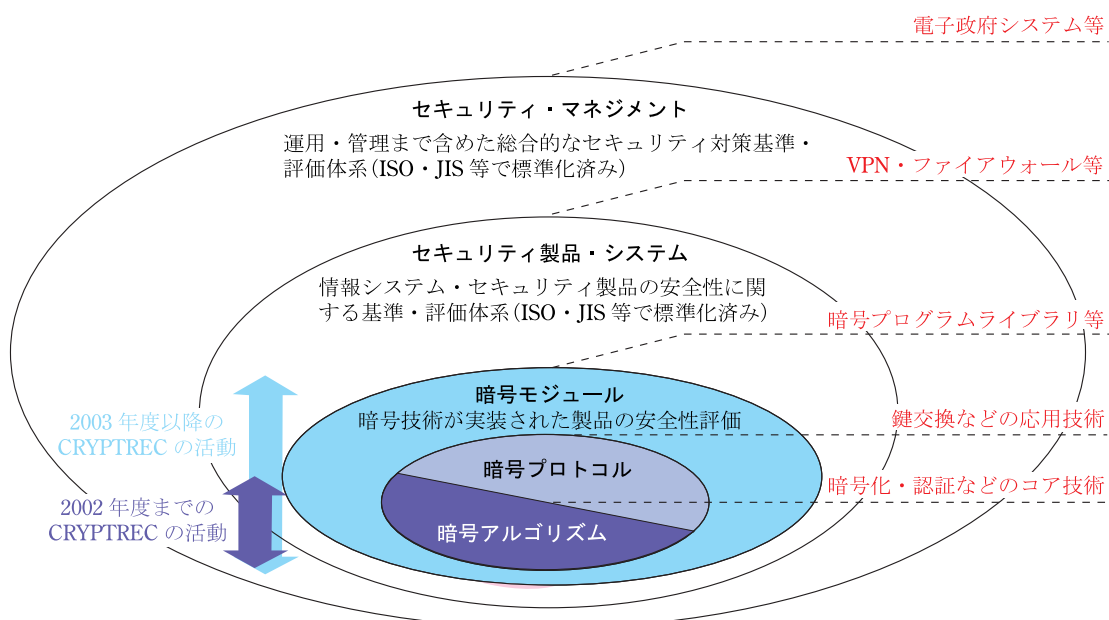 電子政府システム等
セキュリティ・マネジメント
運用・管理まで含めた総合的なセキュリティ対策基準・
評価体系(ISO・JIS 等で標準化済み)
VPN・ファイアウォール等
セキュリティ製品・システム
情報システム・セキュリティ製品の安全性に関
する基準・評価体系(ISO・JIS 等で標準化済み)
暗号プログラムライブラリ等
暗号モジュール
暗号技術が実装された製品の安全性評価
鍵交換などの応用技術
2003 年度以降の
CRYPTREC の活動
暗号プロトコル
暗号化・認証などのコア技術
2002 年度までの
CRYPTREC の活動
暗号アルゴリズム